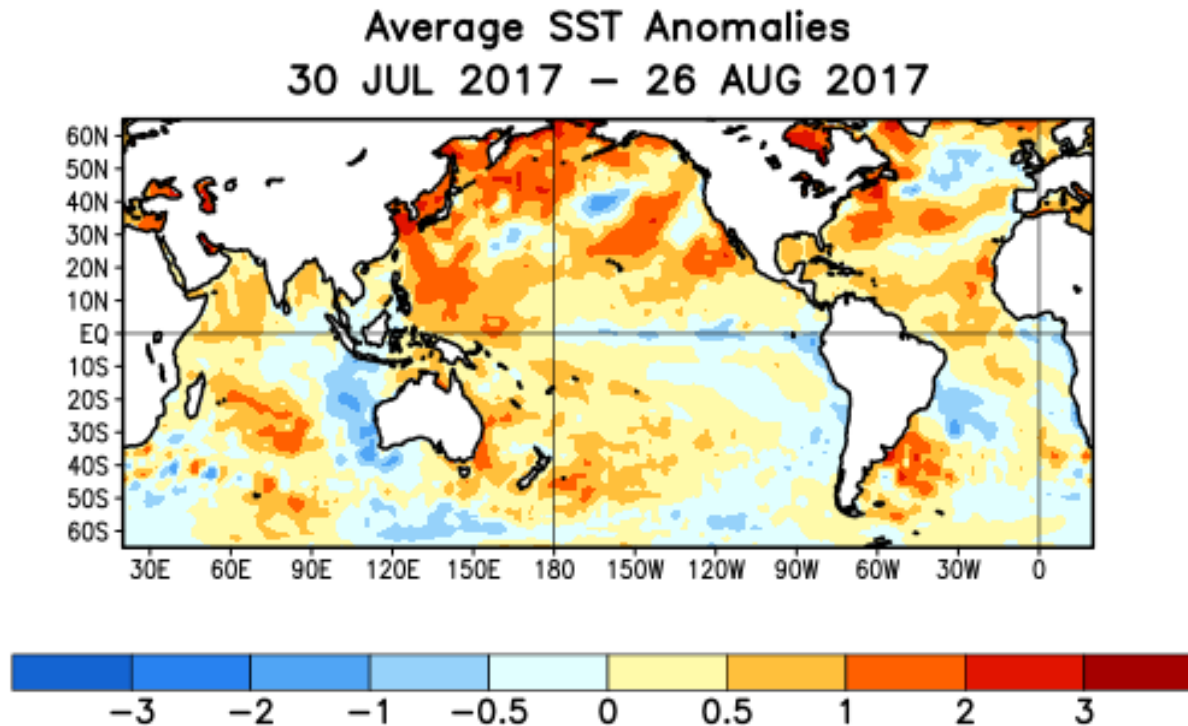 Average SST Anomalies
30 JUL 2017 – 26 AUG 2017
60N
50N
40N
30N
20N
10N
EQ
10S
20S
30S
40S
50S
60S
30E 60E 90E 120E 150E 180 150W 120W 90W 60W 30W 0
-3 -2 -1 -0.5 0 0.5 1 2 3